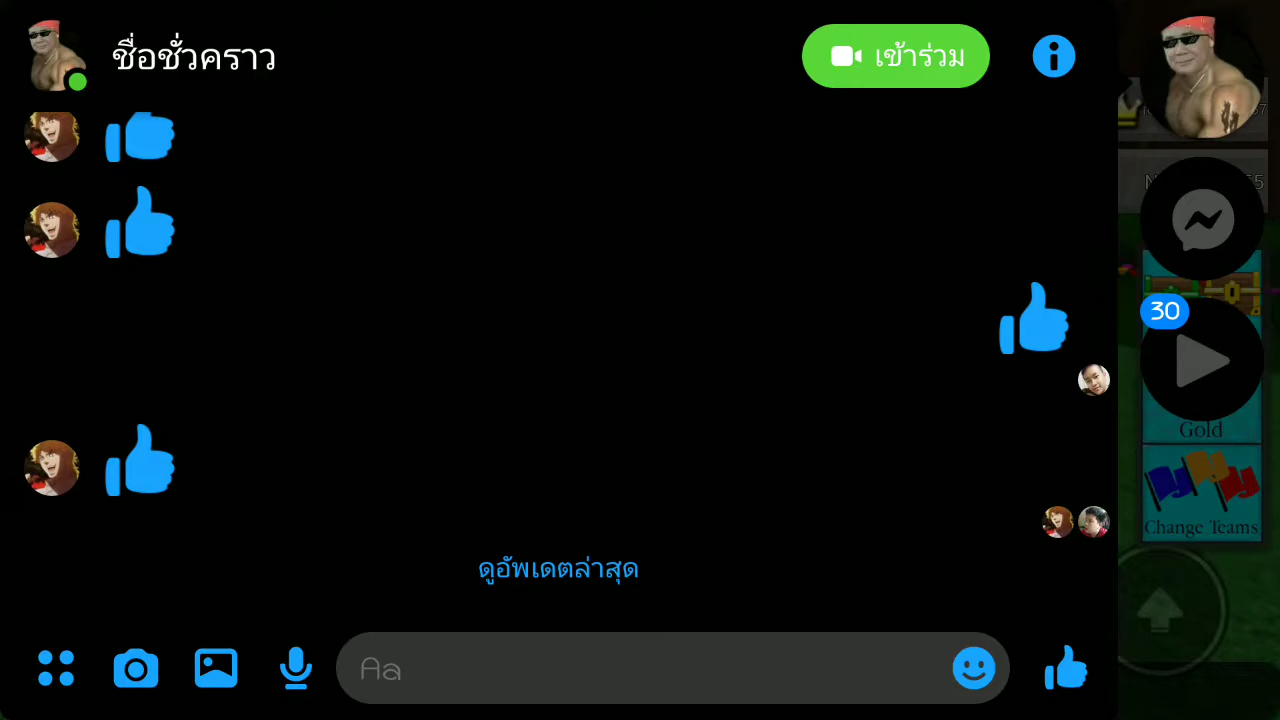 ชื่อชั่วคราว
เข้าร่วม
30
Gold
Change Teams
ดูอัพเดตล่าสุด
Aa